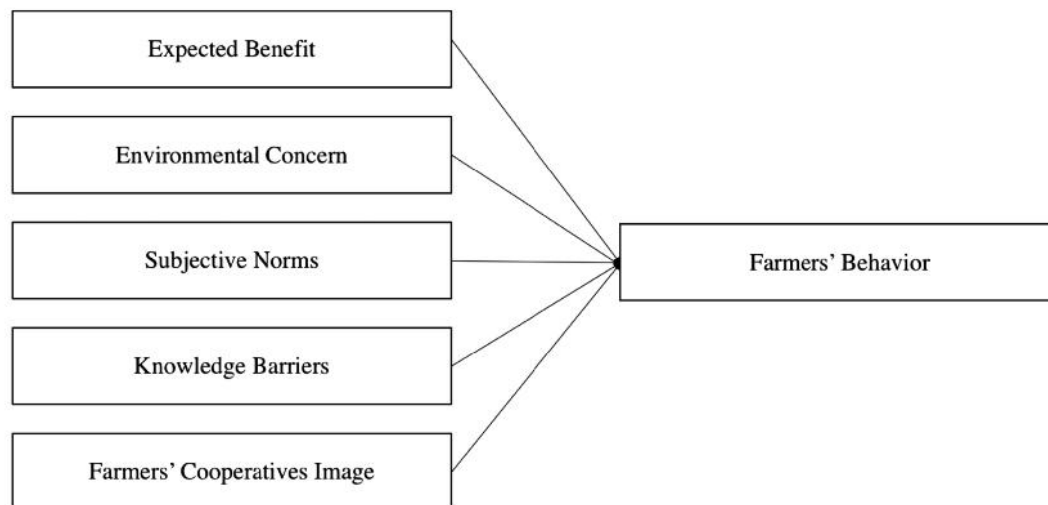 Expected Benefit
Environmental Concern
Subjective Norms
Farmers’ Behavior
Knowledge Barriers
Farmers’ Cooperatives Image